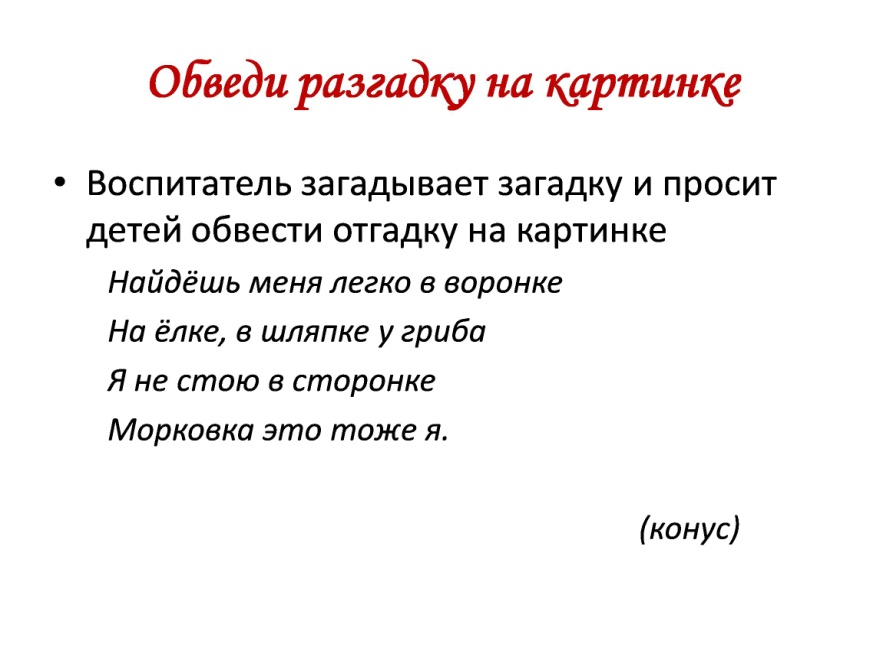 Обведи разгадку на картинке
• Воспитатель загадывает загадку и просит
детей обвести отгадку на картинке
Найдёшь меня легко в воронке
На ёлке, в шляпке у гриба
Я не стою в сторонке
Морковка это тоже я.
(конус)